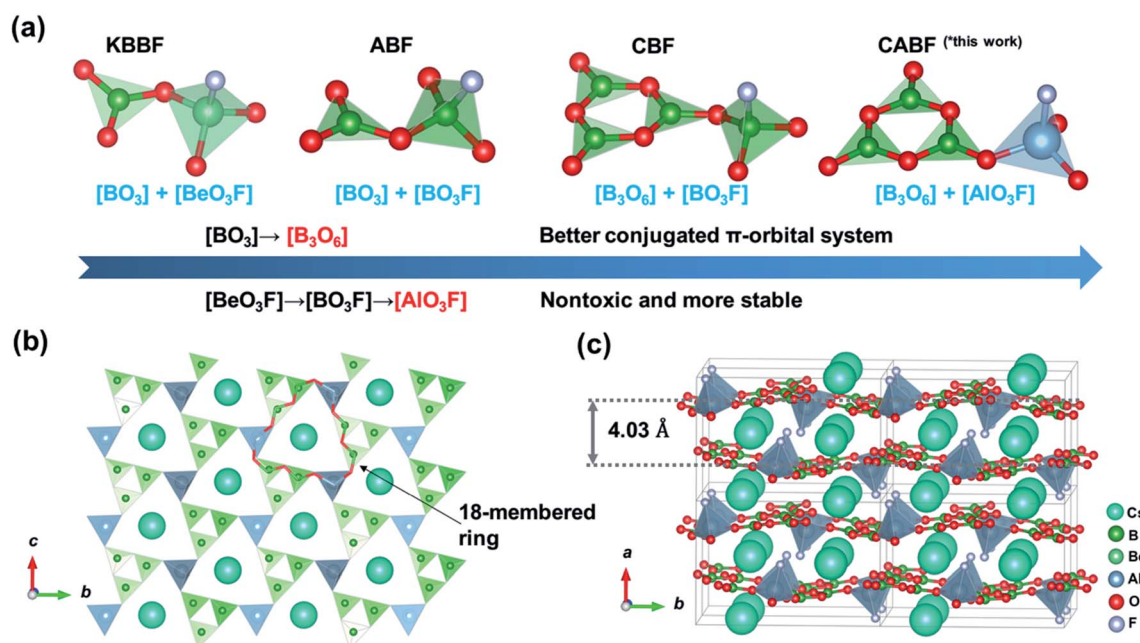 (a)
KBBF
ABF
CBF
CABF (*this work)
[BO₃] + [BeO₃F]
[BO₃] + [BO₃F]
[B₃O₆] + [BO₃F]
[B₃O₆] + [AlO₃F]
[BO₃]→ [B₃O₆]
Better conjugated π-orbital system
[BeO₃F]→[BO₃F]→[AlO₃F]
Nontoxic and more stable
(b)
18-membered
ring
c
b
(c)
4.03 Å
a
b
Cs
B
Be
Al
O
F